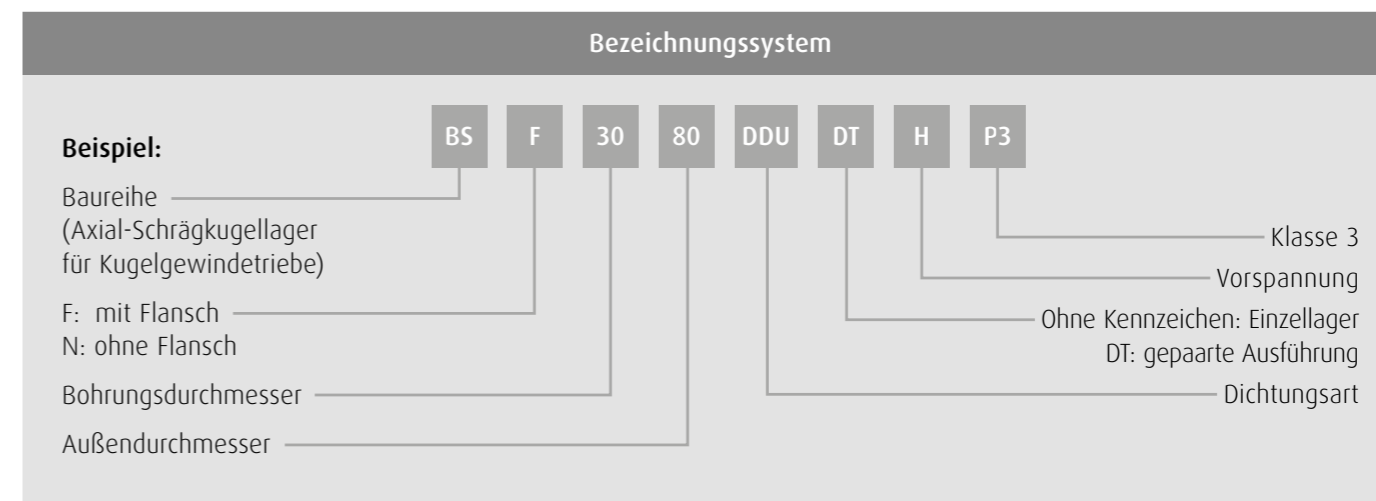 Bezeichnungssystem
Beispiel:
BS F 30 80 DDU DT H P3
Baureihe
(Axial-Schrägkugellager
für Kugelgewindetriebe)
F: mit Flansch
N: ohne Flansch
Bohrungsdurchmesser
Außendurchmesser
Klasse 3
Vorspannung
Ohne Kennzeichen: Einzellager
DT: gepaarte Ausführung
Dichtungsart